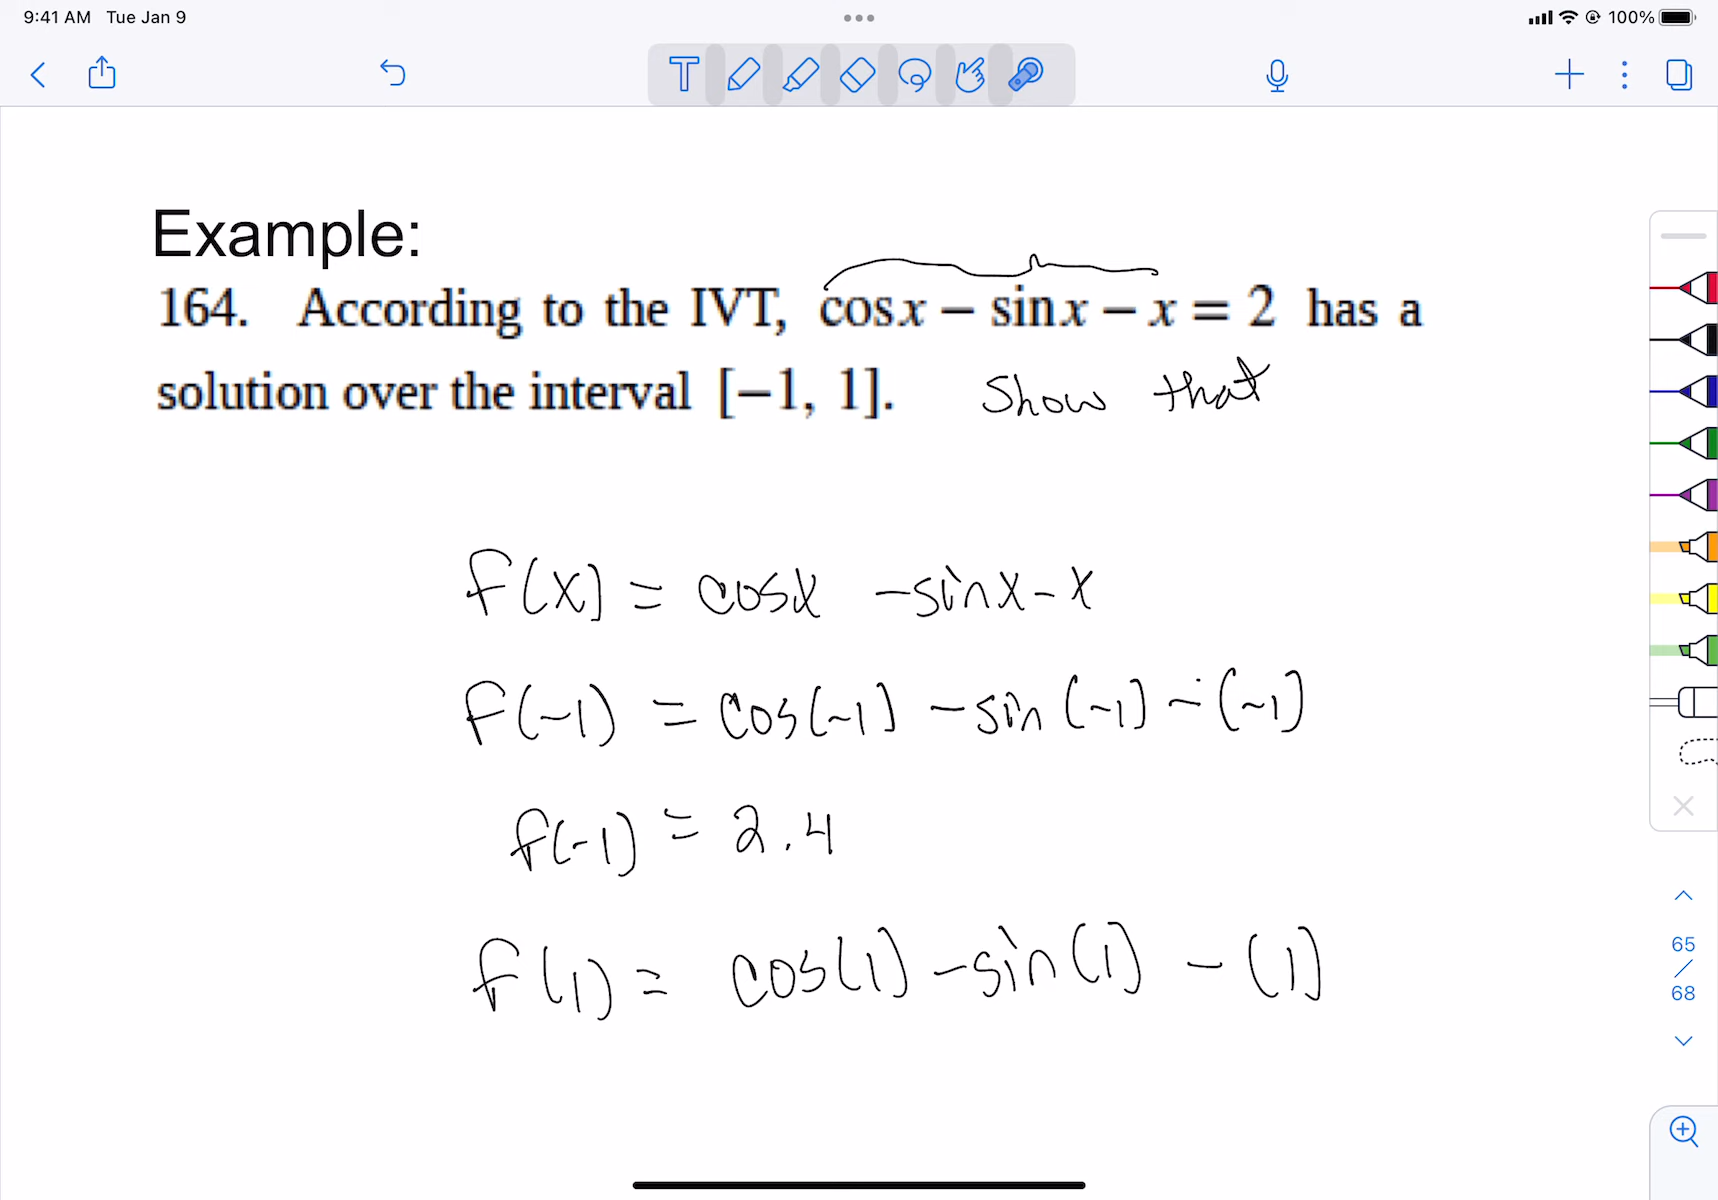 9:41 AM Tue Jan 9
100%
T
Example:
164. According to the IVT, cos x − sin x − x = 2 has a
solution over the interval [−1, 1]. Show that
f(x) = cosx - sinx - x
f(-1) = cos(-1) - sin(-1) - (-1)
f(-1) = 2.4
f(1) = cos(1) - sin(1) - (1)
65
/
68